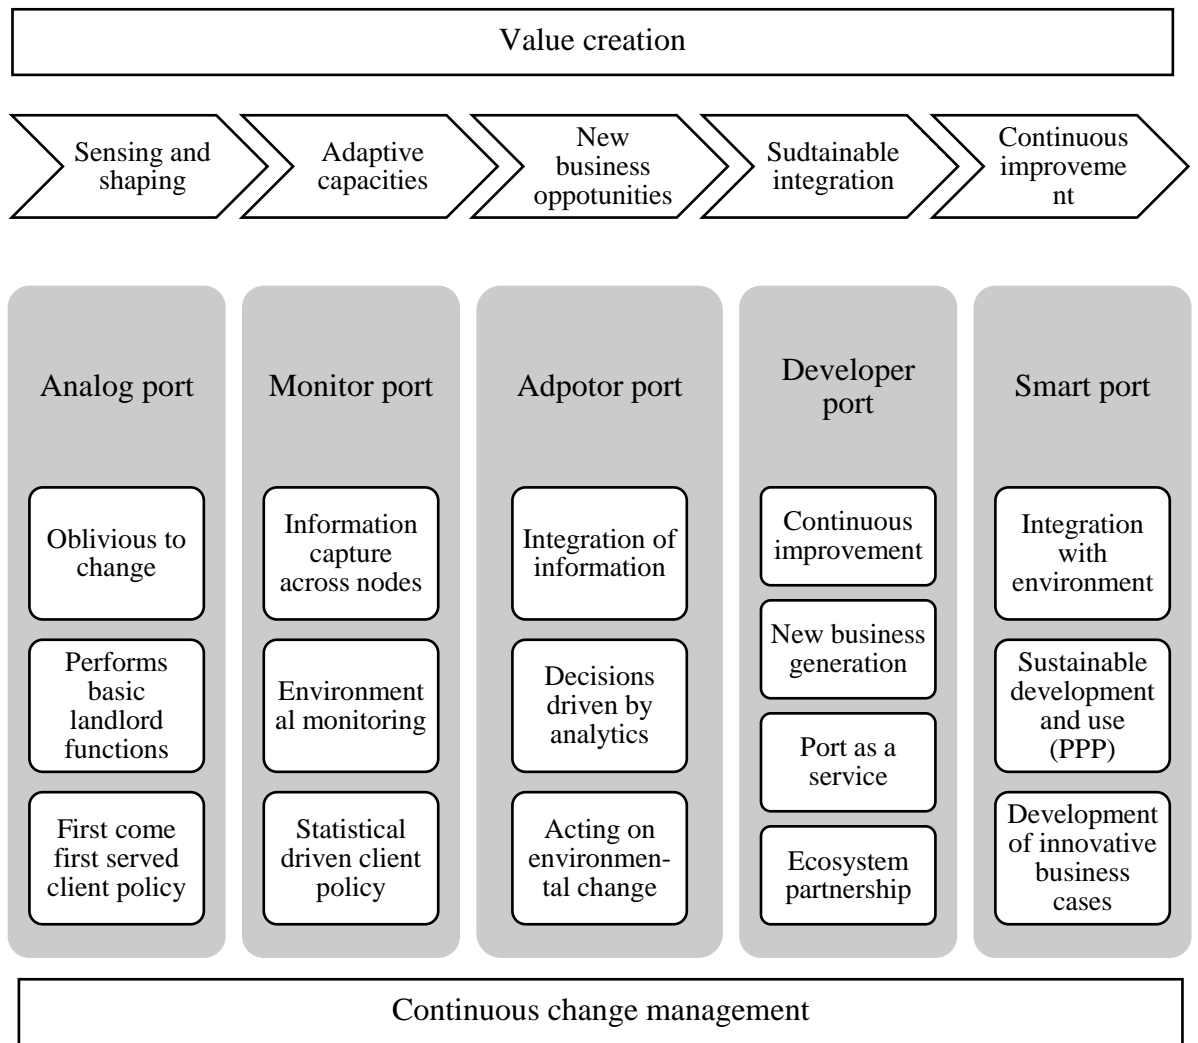 Value creation
Sensing and
shaping
Adaptive
capacities
New
business
oppotunities
Sudtainable
integration
Continuous
improveme
nt
Analog port
Oblivious to
change
Performs
basic
landlord
functions
First come
first served
client policy
Monitor port
Information
capture
across nodes
Environment
al monitoring
Statistical
driven client
policy
Adpotor port
Integration of
information
Decisions
driven by
analytics
Acting on
environmen-
tal change
Developer
port
Continuous
improvement
New business
generation
Port as a
service
Ecosystem
partnership
Smart port
Integration
with
environment
Sustainable
development
and use
(PPP)
Development
of innovative
business
cases
Continuous change management